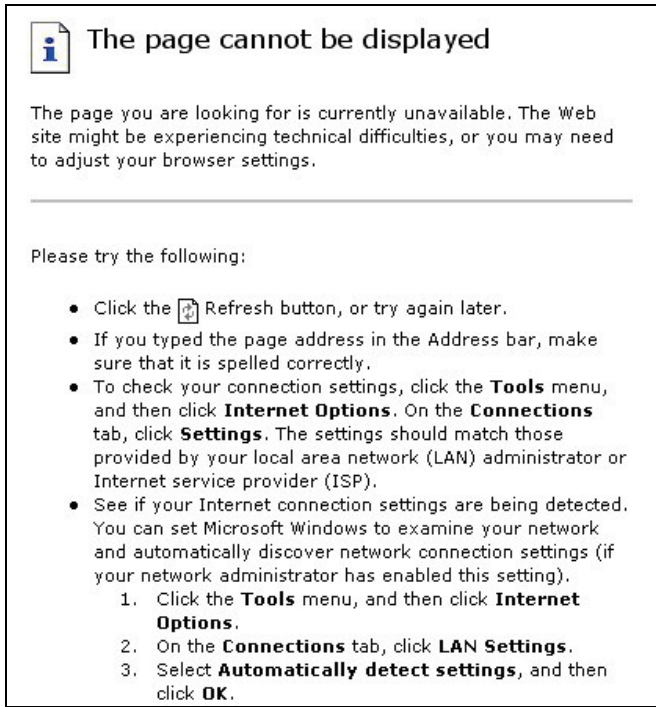 The page cannot be displayed
The page you are looking for is currently unavailable. The Web
site might be experiencing technical difficulties, or you may need
to adjust your browser settings.
Please try the following:
• Click the Refresh button, or try again later.
• If you typed the page address in the Address bar, make
sure that it is spelled correctly.
• To check your connection settings, click the Tools menu,
and then click Internet Options. On the Connections
tab, click Settings. The settings should match those
provided by your local area network (LAN) administrator or
Internet service provider (ISP).
• See if your Internet connection settings are being detected.
You can set Microsoft Windows to examine your network
and automatically discover network connection settings (if
your network administrator has enabled this setting).
1. Click the Tools menu, and then click Internet
Options.
2. On the Connections tab, click LAN Settings.
3. Select Automatically detect settings, and then
click OK.